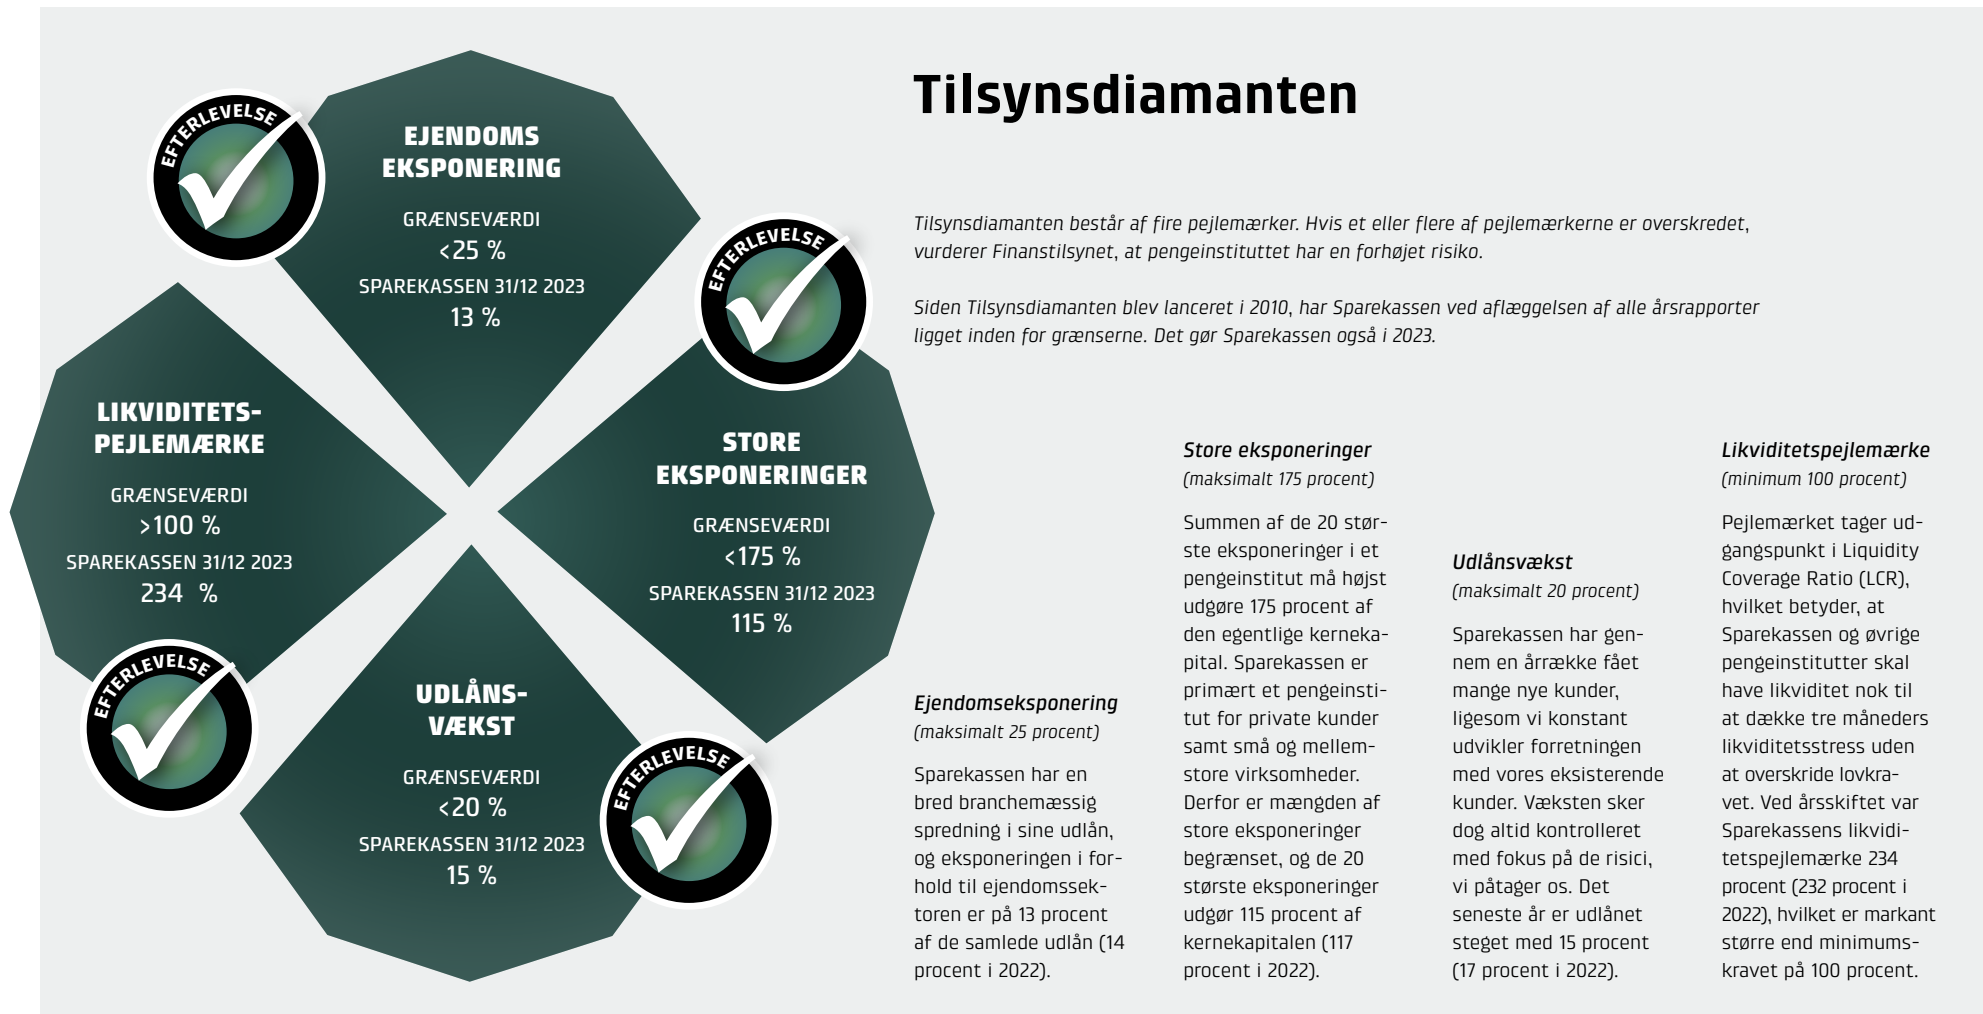 Tilsynsdiamanten
Tilsynsdiamanten består af fire pejlemærker. Hvis et eller flere af pejlemærkerne er overskredet,
vurderer Finanstilsynet, at pengeinstituttet har en forhøjet risiko.
Siden Tilsynsdiamanten blev lanceret i 2010, har Sparekassen ved aflæggelsen af alle årsrapporter
ligget inden for grænserne. Det gør Sparekassen også i 2023.
EFTERLEVELSE
EJENDOMS
EKSPONERING
GRÆNSEVÆRDI
<25 %
SPAREKASSEN 31/12 2023
13 %
EFTERLEVELSE
STORE
EKSPONERINGER
GRÆNSEVÆRDI
<175 %
SPAREKASSEN 31/12 2023
115 %
LIKVIDITETS-
PEJLEMÆRKE
GRÆNSEVÆRDI
>100 %
SPAREKASSEN 31/12 2023
234 %
EFTERLEVELSE
UDLÅNS-
VÆKST
GRÆNSEVÆRDI
<20 %
SPAREKASSEN 31/12 2023
15 %
EFTERLEVELSE
Ejendomseksponering
(maksimalt 25 procent)
Sparekassen har en
bred branchemæssig
spredning i sine udlån,
og eksponeringen i for-
hold til ejendomssek-
toren er på 13 procent
af de samlede udlån (14
procent i 2022).
Store eksponeringer
(maksimalt 175 procent)
Summen af de 20 stør-
ste eksponeringer i et
pengeinstitut må højst
udgøre 175 procent af
den egentlige kerneka-
pital. Sparekassen er
primært et pengeinsti-
tut for private kunder
samt små og mellem-
store virksomheder.
Derfor er mængden af
store eksponeringer
begrænset, og de 20
største eksponeringer
udgør 115 procent af
kernekapitalen (117
procent i 2022).
Udlånsvækst
(maksimalt 20 procent)
Sparekassen har gen-
nem en årrække fået
mange nye kunder,
ligesom vi konstant
udvikler forretningen
med vores eksisterende
kunder. Væksten sker
dog altid kontrolleret
med fokus på de risici,
vi påtager os. Det
seneste år er udlånet
steget med 15 procent
(17 procent i 2022).
Likviditetspejlemærke
(minimum 100 procent)
Pejlemærket tager ud-
gangspunkt i Liquidity
Coverage Ratio (LCR),
hvilket betyder, at
Sparekassen og øvrige
pengeinstitutter skal
have likviditet nok til
at dække tre måneders
likviditetsstress uden
at overskride lovkra-
vet. Ved årsskiftet var
Sparekassens likvidi-
tetspejlemærke 234
procent (232 procent i
2022), hvilket er markant
større end minimums-
kravet på 100 procent.